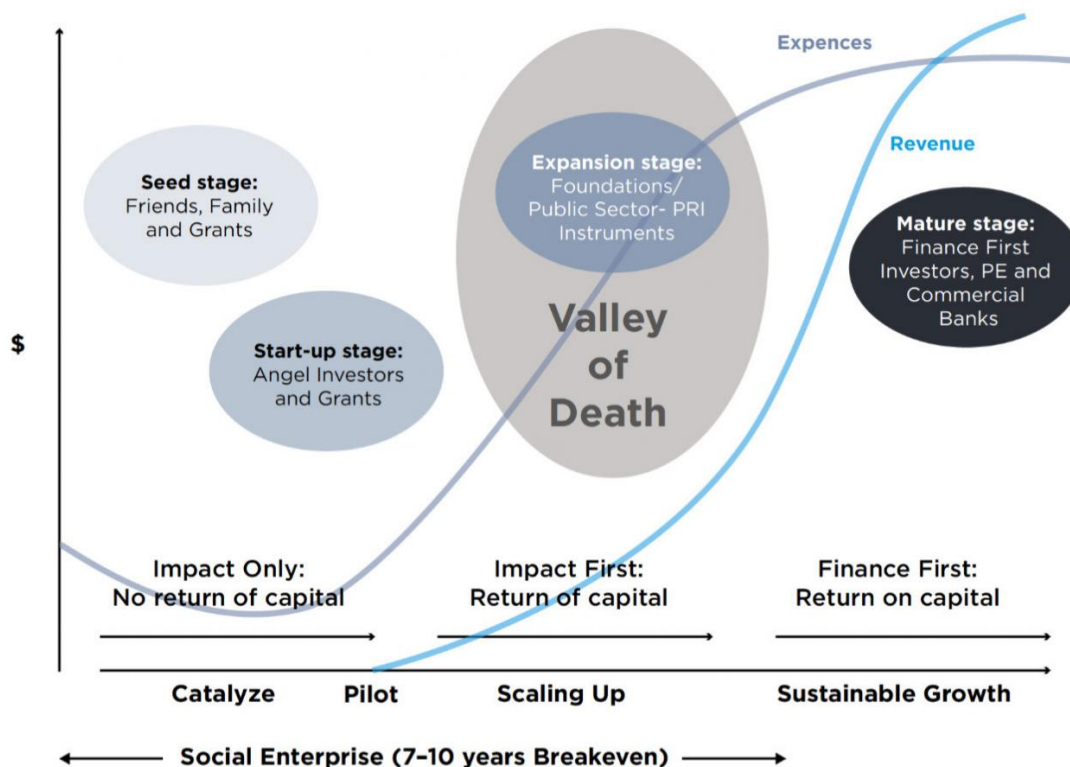 Expences
Revenue
Seed stage:
Friends, Family
and Grants
Expansion stage:
Foundations/
Public Sector- PRI
Instruments
Mature stage:
Finance First
Investors, PE and
Commercial
Banks
Start-up stage:
Angel Investors
and Grants
Valley
of
Death
$
Impact Only:
No return of capital
Impact First:
Return of capital
Finance First:
Return on capital
Catalyze
Pilot
Scaling Up
Sustainable Growth
Social Enterprise (7–10 years Breakeven)